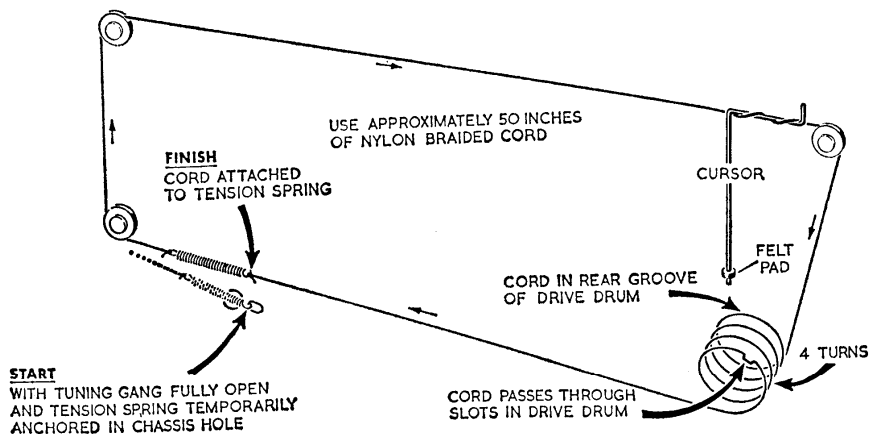 USE APPROXIMATELY 50 INCHES
OF NYLON BRAIDED CORD
FINISH
CORD ATTACHED
TO TENSION SPRING
CURSOR
FELT
PAD
CORD IN REAR GROOVE
OF DRIVE DRUM
4 TURNS
START
WITH TUNING GANG FULLY OPEN
AND TENSION SPRING TEMPORARILY
ANCHORED IN CHASSIS HOLE
CORD PASSES THROUGH
SLOTS IN DRIVE DRUM